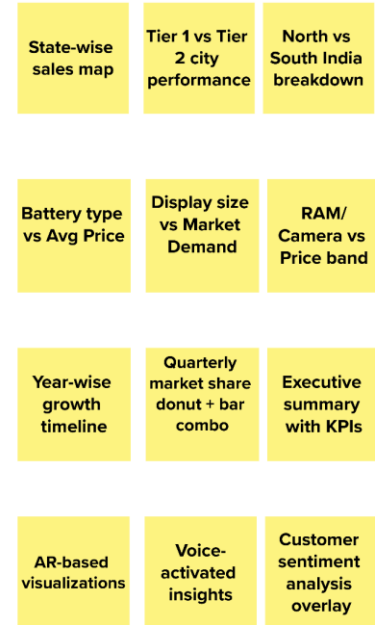 State-wise
sales map
Tier 1 vs Tier
2 city
performance
North vs
South India
breakdown
Battery type
vs Avg Price
Display size
vs Market
Demand
RAM/
Camera vs
Price band
Year-wise
growth
timeline
Quarterly
market share
donut + bar
combo
Executive
summary
with KPIs
AR-based
visualizations
Voice-
activated
insights
Customer
sentiment
analysis
overlay